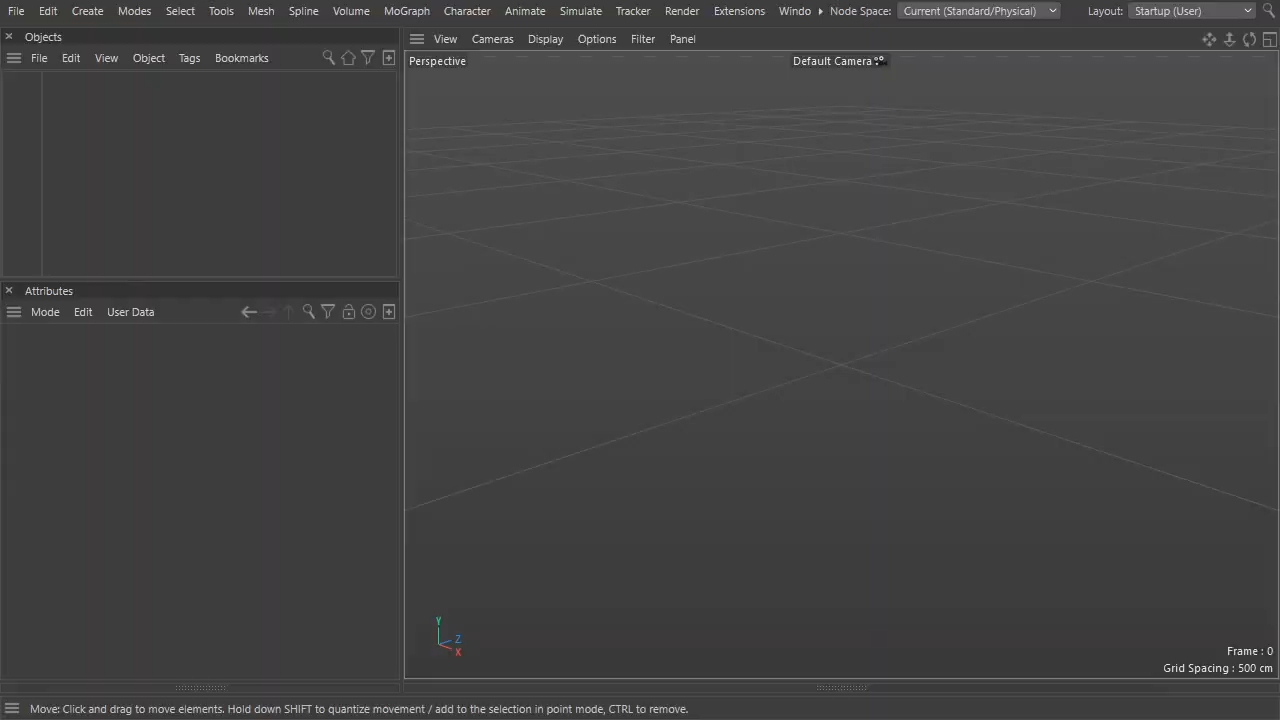 File Edit Create Modes Select Tools Mesh Spline Volume MoGraph Character Animate Simulate Tracker Render Extensions Windo Node Space: Current (Standard/Physical) Layout: Startup (User)
Objects
File Edit View Object Tags Bookmarks
View Cameras Display Options Filter Panel
Perspective
Default Camera
Attributes
Mode Edit User Data
Y
Z
X
Frame : 0
Grid Spacing : 500 cm
Move: Click and drag to move elements. Hold down SHIFT to quantize movement / add to the selection in point mode, CTRL to remove.